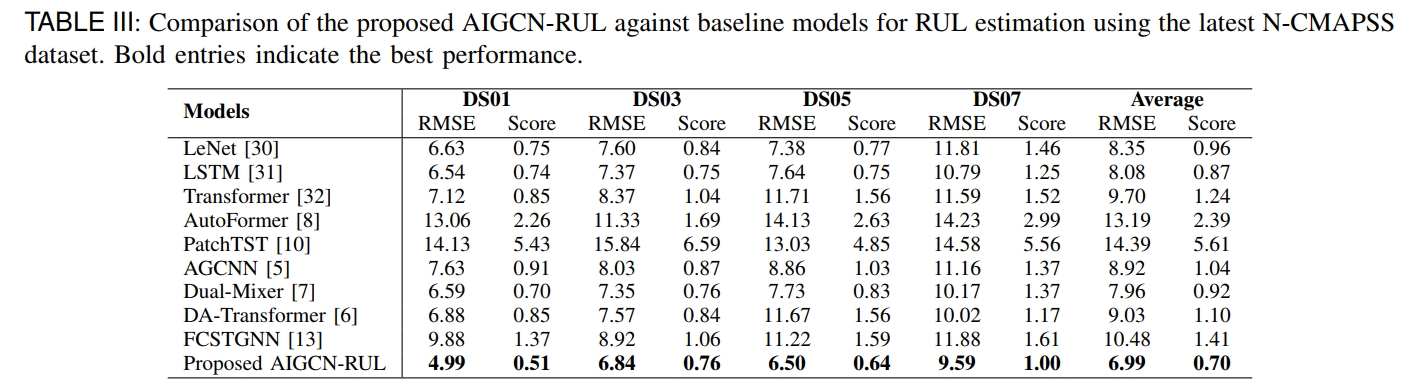 TABLE III: Comparison of the proposed AIGCN-RUL against baseline models for RUL estimation using the latest N-CMAPSS
dataset. Bold entries indicate the best performance.
Models DS01 DS03 DS05 DS07 Average
RMSE Score RMSE Score RMSE Score RMSE Score RMSE Score
LeNet [30] 6.63 0.75 7.60 0.84 7.38 0.77 11.81 1.46 8.35 0.96
LSTM [31] 6.54 0.74 7.37 0.75 7.64 0.75 10.79 1.25 8.08 0.87
Transformer [32] 7.12 0.85 8.37 1.04 11.71 1.56 11.59 1.52 9.70 1.24
AutoFormer [8] 13.06 2.26 11.33 1.69 14.13 2.63 14.23 2.99 13.19 2.39
PatchTST [10] 14.13 5.43 15.84 6.59 13.03 4.85 14.58 5.56 14.39 5.61
AGCNN [5] 7.63 0.91 8.03 0.87 8.86 1.03 11.16 1.37 8.92 1.04
Dual-Mixer [7] 6.59 0.70 7.35 0.76 7.73 0.83 10.17 1.37 7.96 0.92
DA-Transformer [6] 6.88 0.85 7.57 0.84 11.67 1.56 10.02 1.17 9.03 1.10
FCSTGNN [13] 9.88 1.37 8.92 1.06 11.22 1.59 11.88 1.61 10.48 1.41
Proposed AIGCN-RUL 4.99 0.51 6.84 0.76 6.50 0.64 9.59 1.00 6.99 0.70